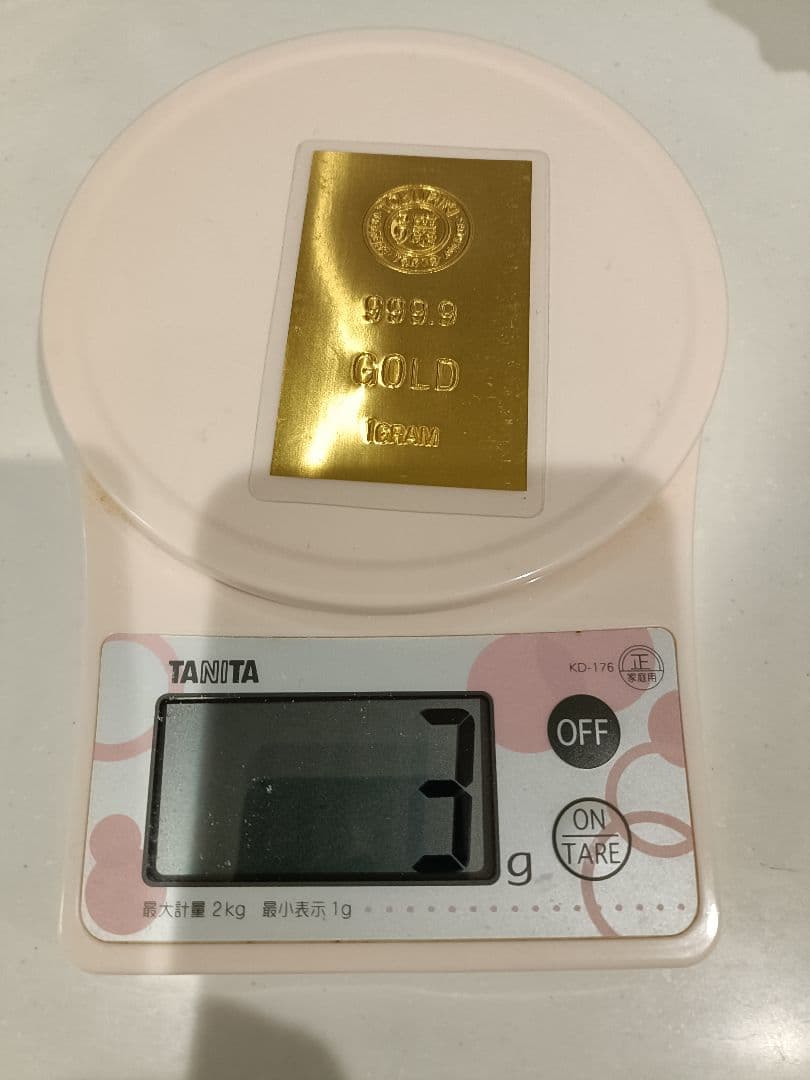 999.9
GOLD
1GRAM
TANITA
KD-176
正
家庭用
OFF
3
g
ON
TARE
最大計量 2kg 最小表示 1g